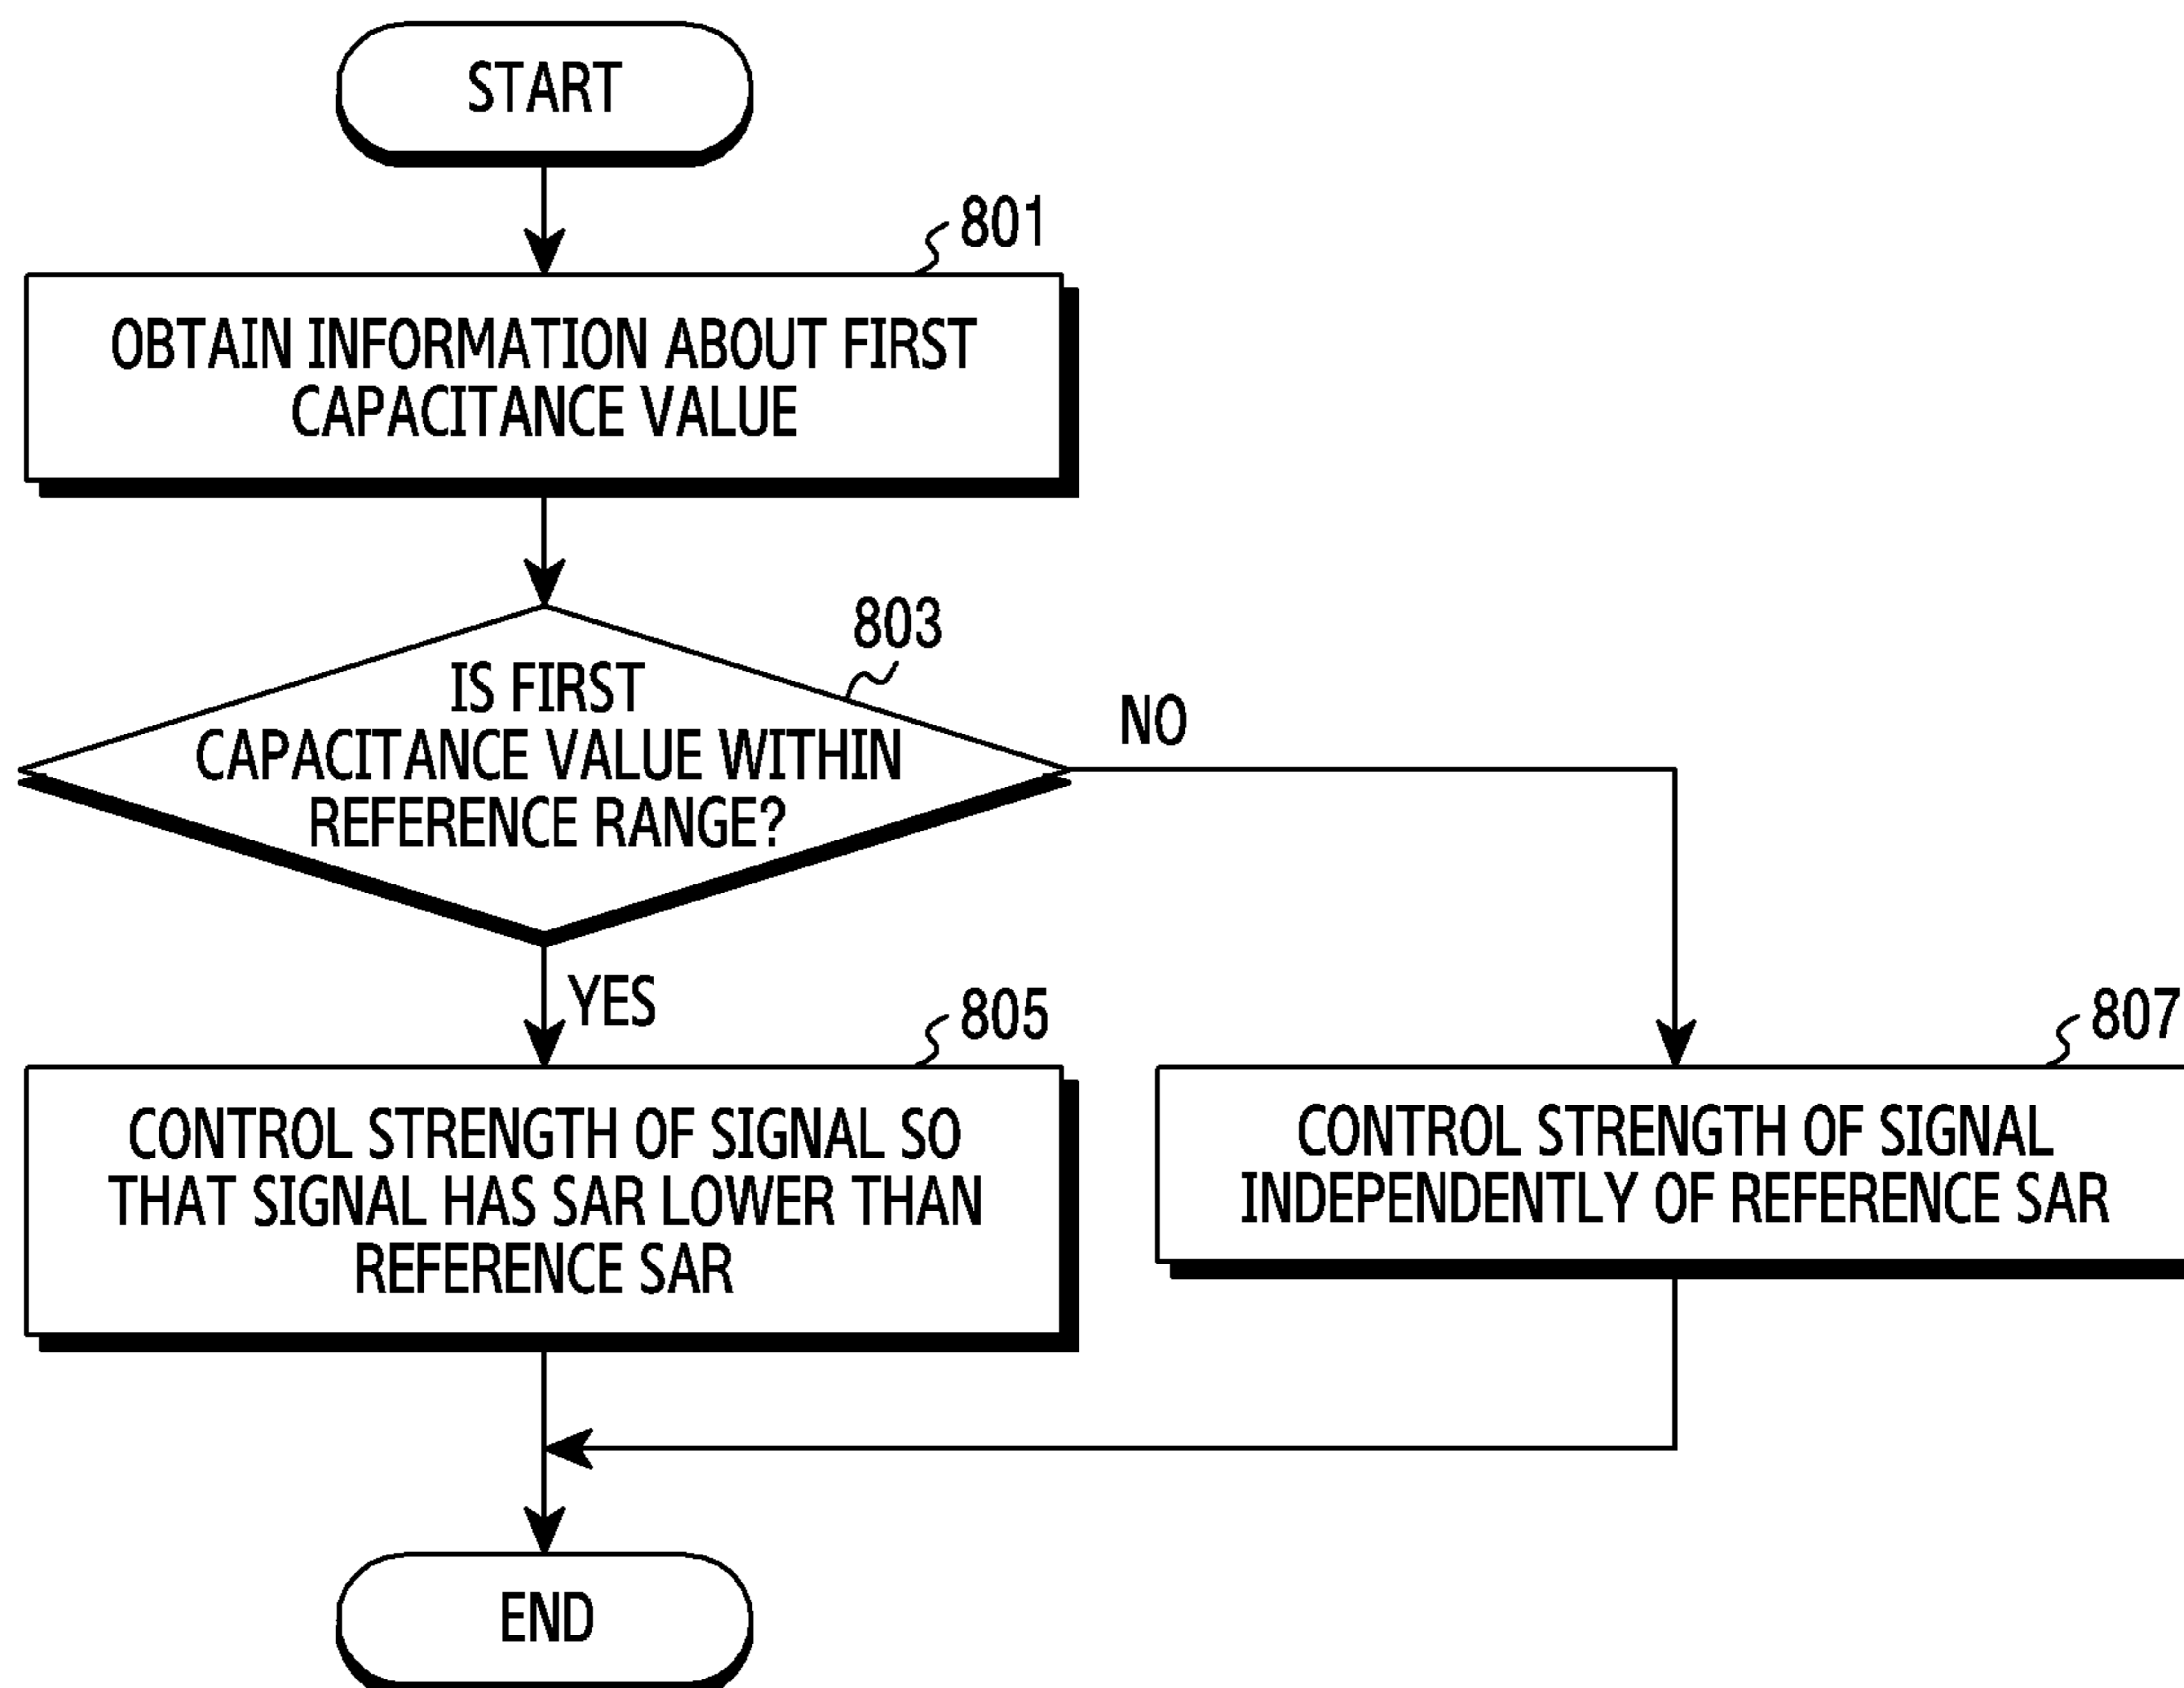 START
801
OBTAIN INFORMATION ABOUT FIRST
CAPACITANCE VALUE
803
IS FIRST
CAPACITANCE VALUE WITHIN
REFERENCE RANGE?
NO
YES
805
CONTROL STRENGTH OF SIGNAL SO
THAT SIGNAL HAS SAR LOWER THAN
REFERENCE SAR
807
CONTROL STRENGTH OF SIGNAL
INDEPENDENTLY OF REFERENCE SAR
END